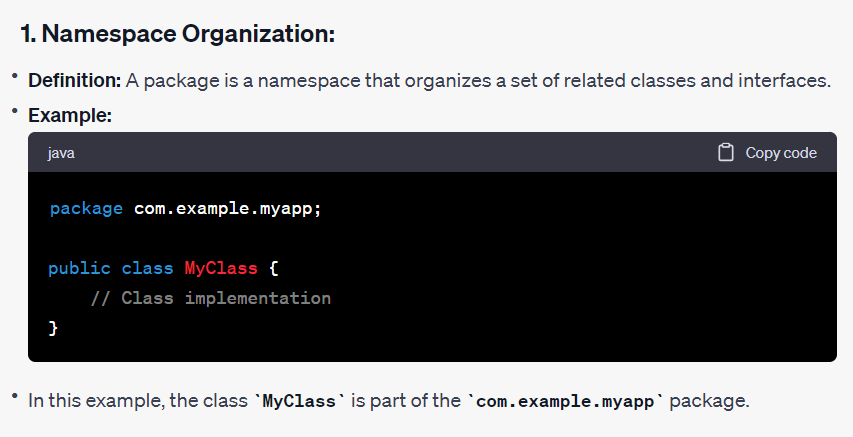 1. Namespace Organization:
• Definition: A package is a namespace that organizes a set of related classes and interfaces.
• Example:
java Copy code
package com.example.myapp;
public class MyClass {
    // Class implementation
}
• In this example, the class `MyClass` is part of the `com.example.myapp` package.